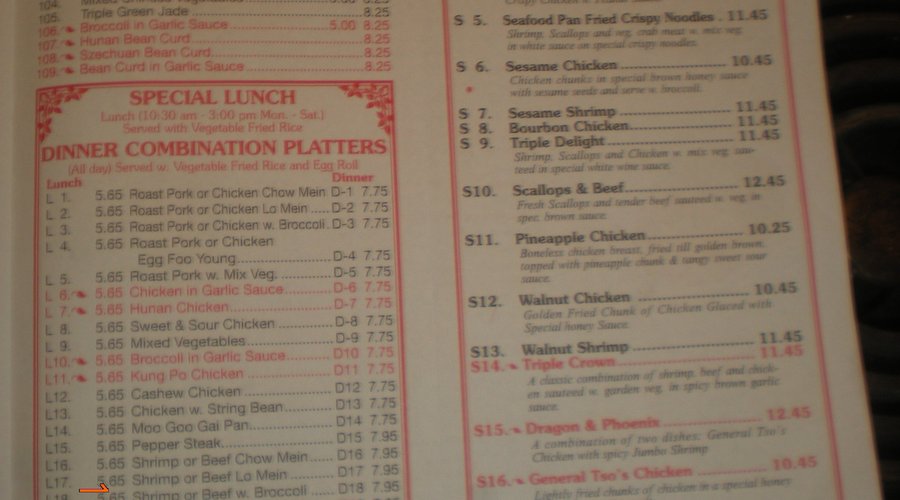 104.
105. Triple Green Jade 8.25
106. Broccoli in Garlic Sauce 5.00 8.25
107. Hunan Bean Curd 8.25
108. Szechuan Bean Curd 8.25
109. Bean Curd in Garlic Sauce 8.25
SPECIAL LUNCH
Lunch (10:30 am - 3:00 pm Mon. - Sat.)
Served with Vegetable Fried Rice
DINNER COMBINATION PLATTERS
(All day) Served w. Vegetable Fried Rice and Egg Roll
Lunch Dinner
L 1. 5.65 Roast Pork or Chicken Chow Mein D-1 7.75
L 2. 5.65 Roast Pork or Chicken Lo Mein ..... D-2 7.75
L 3. 5.65 Roast Pork or Chicken w. Broccoli. D-3 7.75
L 4. 5.65 Roast Pork or Chicken
Egg Foo Young D-4 7.75
L 5. 5.65 Roast Pork w. Mix Veg. D-5 7.75
L 6. 5.65 Chicken in Garlic Sauce D-6 7.75
L 7. 5.65 Hunan Chicken D-7 7.75
L 8. 5.65 Sweet & Sour Chicken D-8 7.75
L 9. 5.65 Mixed Vegetables D-9 7.75
L10. 5.65 Broccoli in Garlic Sauce D10 7.75
L11. 5.65 Kung Po Chicken D11 7.75
L12. 5.65 Cashew Chicken D12 7.75
L13. 5.65 Chicken w. String Bean D13 7.75
L14. 5.65 Moo Goo Gai Pan D14 7.75
L15. 5.65 Pepper Steak D15 7.95
L16. 5.65 Shrimp or Beef Chow Mein D16 7.95
L17. 5.65 Shrimp or Beef Lo Mein D17 7.95
L18. 5.65 Shrimp or Beef w. Broccoli D18 7.95
S 5. Seafood Pan Fried Crispy Noodles . 11.45
Shrimp, Scallops and veg, crab meat w. mix veg.
in white sauce on special crispy noodles.
S 6. Sesame Chicken 10.45
Chicken chunks in special brown honey sauce
with sesame seeds and serve w. broccoli.
S 7. Sesame Shrimp 11.45
S 8. Bourbon Chicken 11.45
S 9. Triple Delight 11.45
Shrimp, Scallops and Chicken w. mix veg. sau-
teed in special white wine sauce.
S10. Scallops & Beef 12.45
Fresh Scallops and tender beef sauteed w. veg. in
spec. brown sauce.
S11. Pineapple Chicken 10.25
Boneless chicken breast, fried till golden brown,
topped with pineapple chunk & tangy sweet sour
sauce.
S12. Walnut Chicken 10.45
Golden Fried Chunk of Chicken Glaced with
Special honey Sauce.
S13. Walnut Shrimp 11.45
S14. Triple Crown 11.45
A classic combination of shrimp, beef and chick-
en sauteed w. garden veg, in spicy brown garlic
sauce.
S15. Dragon & Phoenix 12.45
A combination of two dishes: General Tso's
Chicken with spicy Jumbo Shrimp
S16. General Tso's Chicken 10.45
Lightly fried chunks of chicken in a special honey